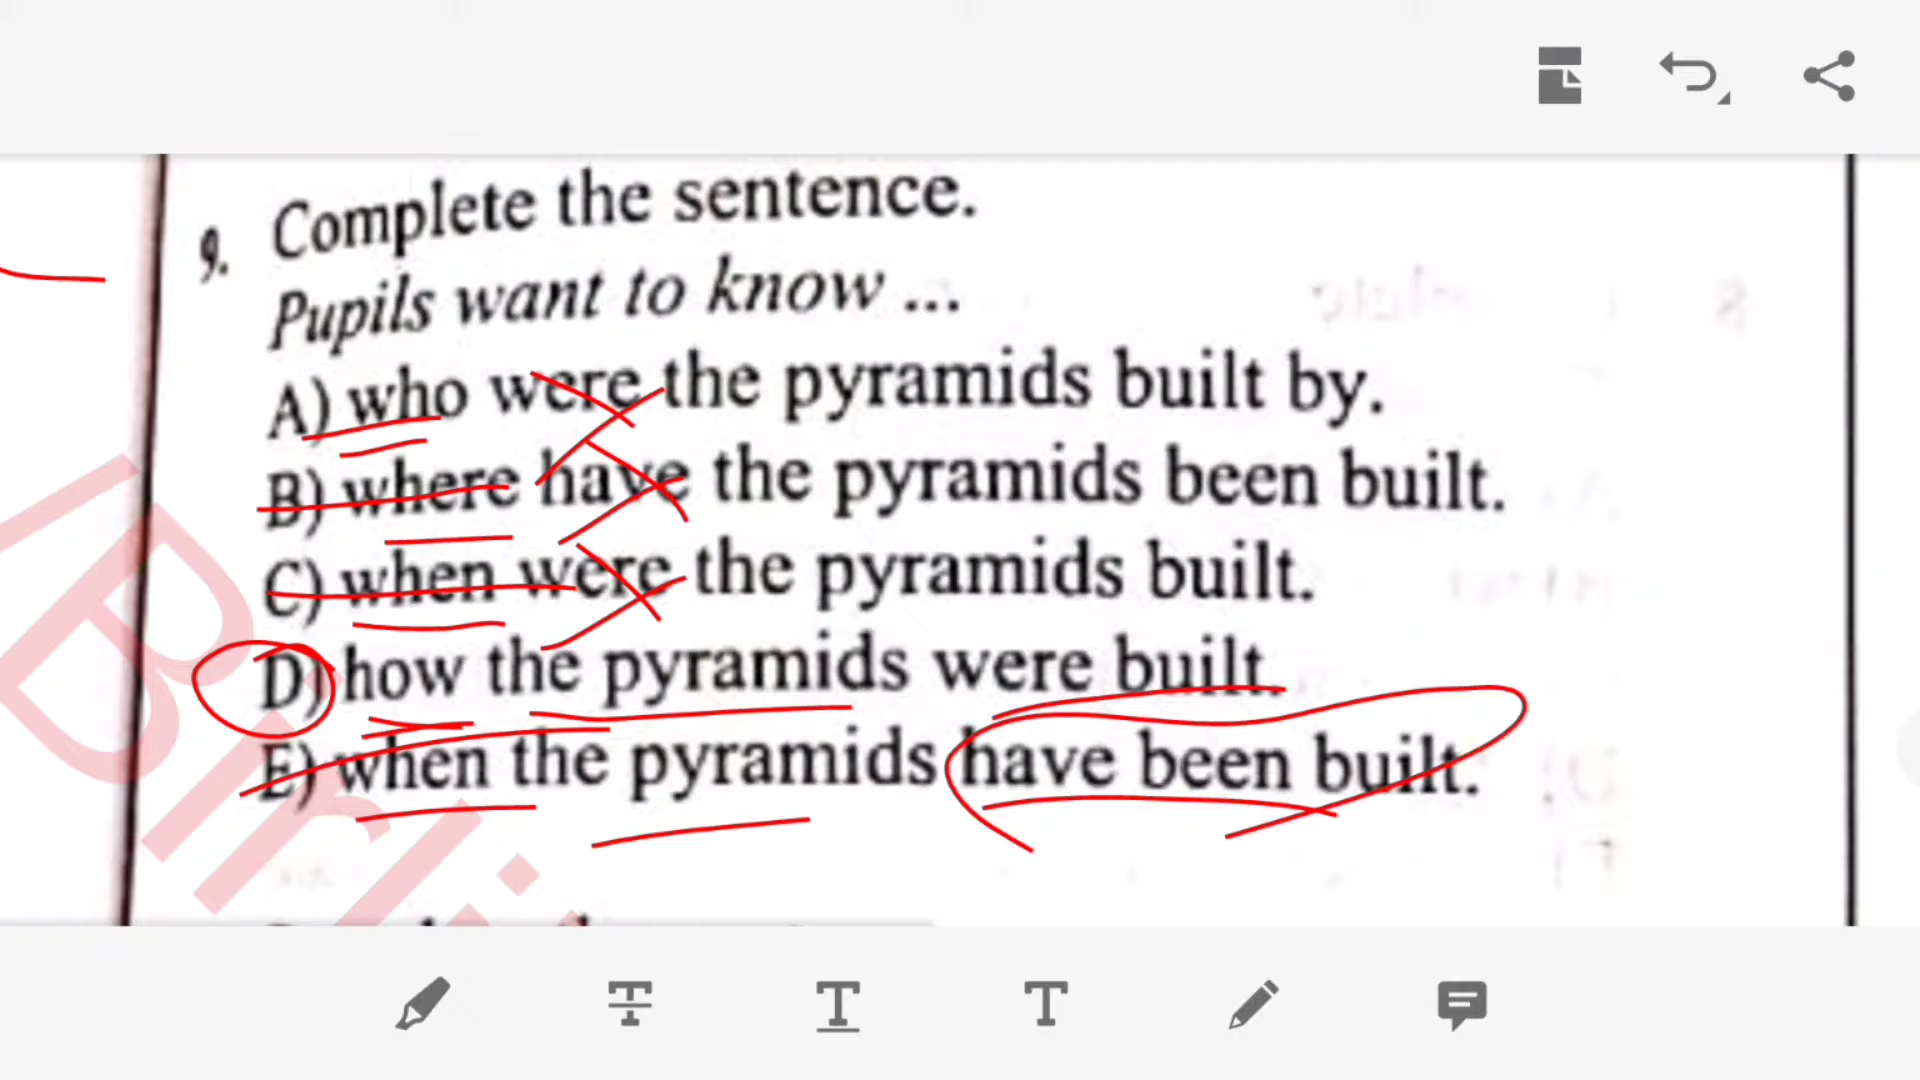 9. Complete the sentence.
Pupils want to know ...
A) who were the pyramids built by.
B) where have the pyramids been built.
C) when were the pyramids built.
D) how the pyramids were built.
E) when the pyramids have been built.